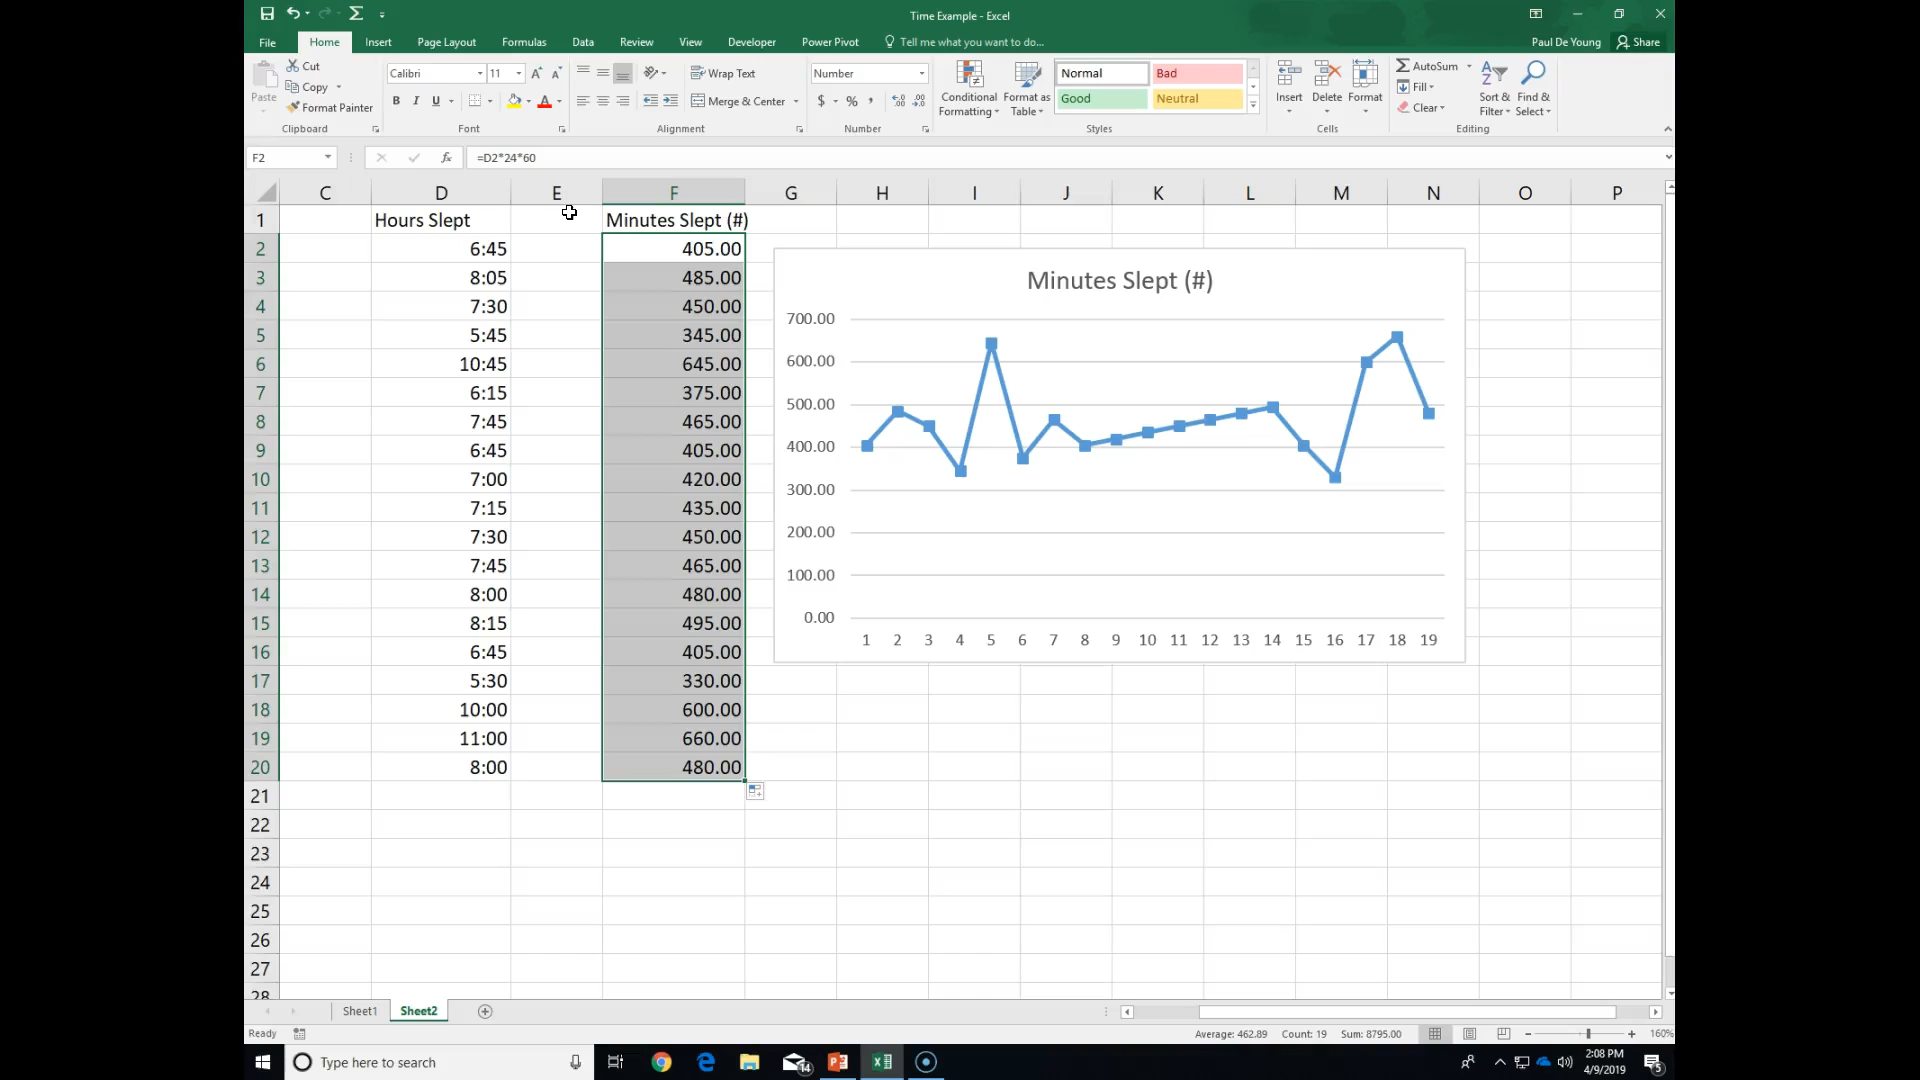 Time Example - Excel
File Home Insert Page Layout Formulas Data Review View Developer Power Pivot Tell me what you want to do... Paul De Young Share
Paste
Cut
Copy
Format Painter
Clipboard
Calibri 11
B I U
Font
Wrap Text
Merge & Center
Alignment
Number
$ %
Number
Conditional Formatting
Format as Table
Normal Bad
Good Neutral
Styles
Insert Delete Format
Cells
AutoSum
Fill
Clear
Sort & Filter
Find & Select
Editing
F2 fx =D2*24*60
C D E F G H I J K L M N O P
1 Hours Slept Minutes Slept (#)
2 6:45 405.00
3 8:05 485.00
4 7:30 450.00
5 5:45 345.00
6 10:45 645.00
7 6:15 375.00
8 7:45 465.00
9 6:45 405.00
10 7:00 420.00
11 7:15 435.00
12 7:30 450.00
13 7:45 465.00
14 8:00 480.00
15 8:15 495.00
16 6:45 405.00
17 5:30 330.00
18 10:00 600.00
19 11:00 660.00
20 8:00 480.00
21
22
23
24
25
26
27
28
Minutes Slept (#)
700.00
600.00
500.00
400.00
300.00
200.00
100.00
0.00
1 2 3 4 5 6 7 8 9 10 11 12 13 14 15 16 17 18 19
Sheet1 Sheet2
Ready Average: 462.89 Count: 19 Sum: 8795.00 160%
Type here to search 14 2:08 PM
4/9/2019 5